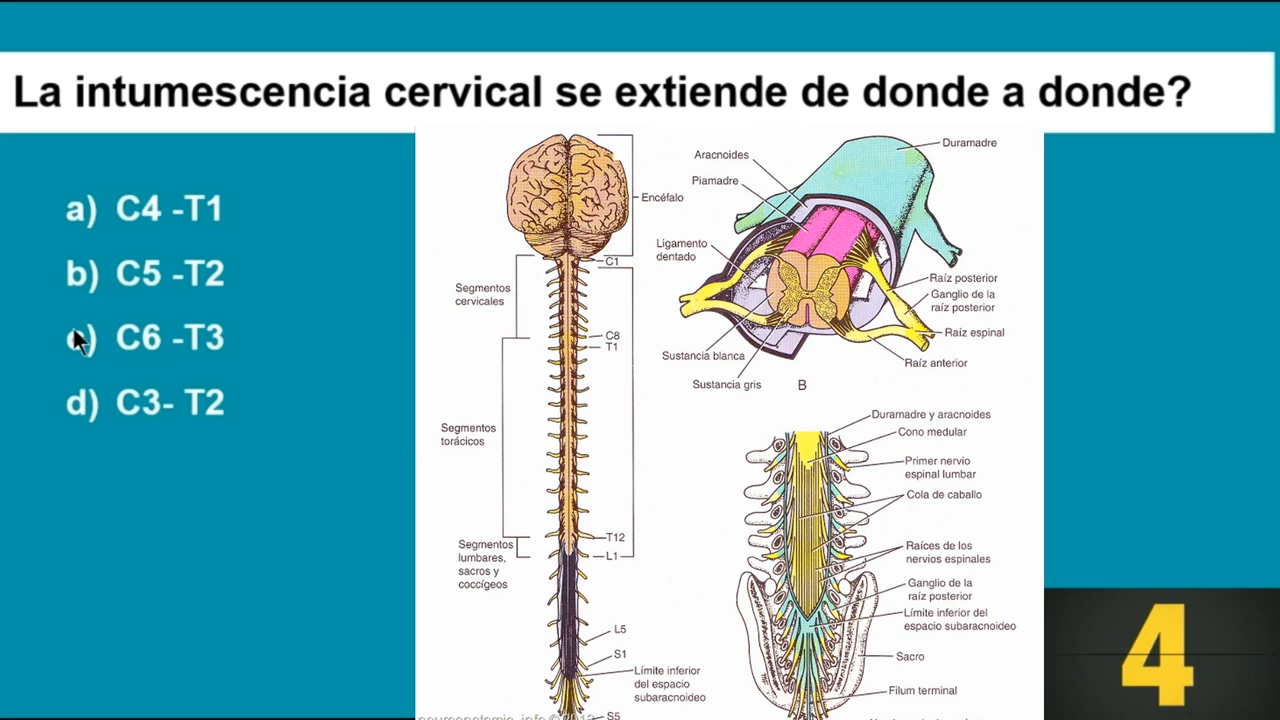 La intumescencia cervical se extiende de donde a donde?
a) C4 -T1
b) C5 -T2
C6 -T3
d) C3- T2
Encéfalo
C1
Segmentos
cervicales
C8
T1
Segmentos
torácicos
T12
L1
Segmentos
lumbares,
sacros y
coccígeos
L5
S1
Límite inferior
del espacio
subaracnoideo
S5
Aracnoides
Duramadre
Piamadre
Ligamento
dentado
Raíz posterior
Ganglio de la
raíz posterior
Raíz espinal
Raíz anterior
Sustancia blanca
Sustancia gris
B
Duramadre y aracnoides
Cono medular
Primer nervio
espinal lumbar
Cola de caballo
Raíces de los
nervios espinales
Ganglio de la
raíz posterior
Límite inferior del
espacio subaracnoideo
Sacro
Filum terminal
4